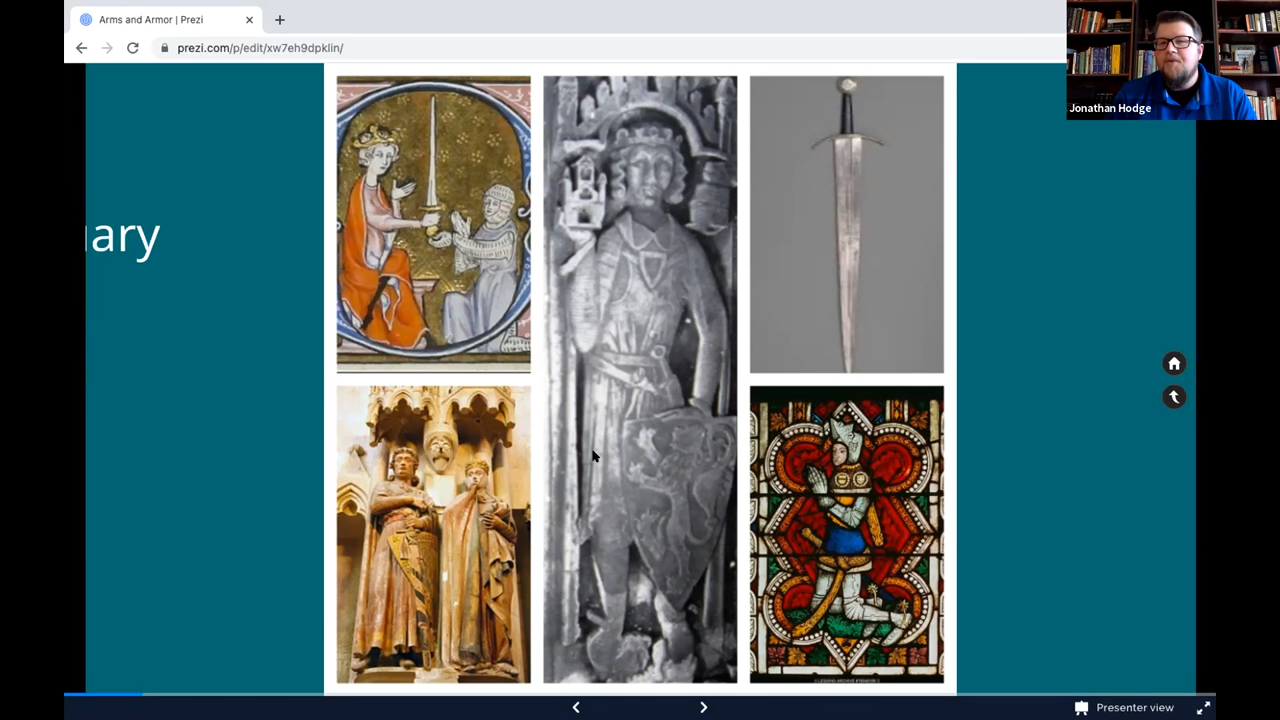 Arms and Armor | Prezi
prezi.com/p/edit/xw7eh9dpklin/
Jonathan Hodge
ary
Presenter view